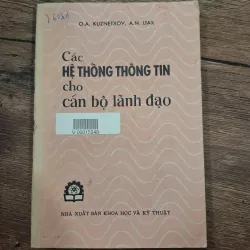 O.A. KUZNETXOV, A.N. LIAX
Các
HỆ THỐNG THÔNG TIN
cho
cán bộ lãnh đạo
NHÀ XUẤT BẢN KHOA HỌC VÀ KỸ THUẬT